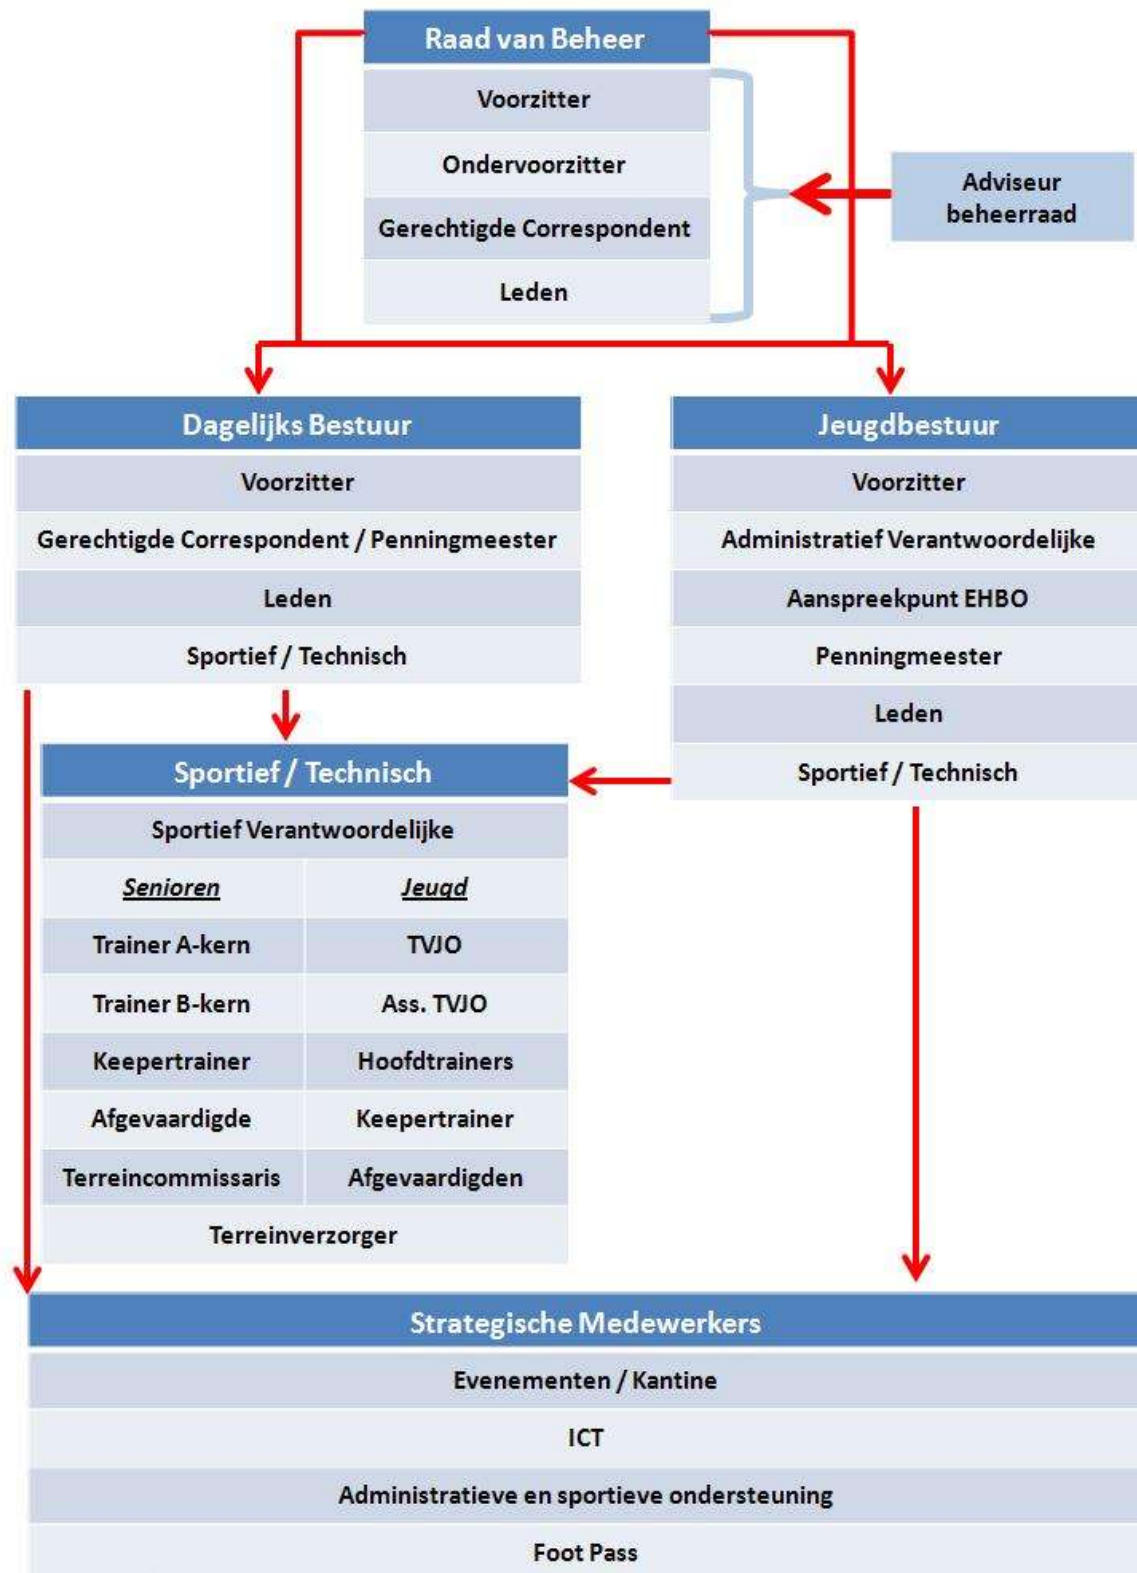 Raad van Beheer
Voorzitter
Ondervoorzitter
Gerechtigde Correspondent
Leden
Adviseur
beheerraad
Dagelijks Bestuur
Voorzitter
Gerechtigde Correspondent / Penningmeester
Leden
Sportief / Technisch
Jeugdbestuur
Voorzitter
Administratief Verantwoordelijke
Aanspreekpunt EHBO
Penningmeester
Leden
Sportief / Technisch
Sportief / Technisch
Sportief Verantwoordelijke
Senioren Jeugd
Trainer A-kern TVJO
Trainer B-kern Ass. TVJO
Keepertrainer Hoofdtrainers
Afgevaardigde Keepertrainer
Terreincommissaris Afgevaardigden
Terreinverzorger
Strategische Medewerkers
Evenementen / Kantine
ICT
Administratieve en sportieve ondersteuning
Foot Pass